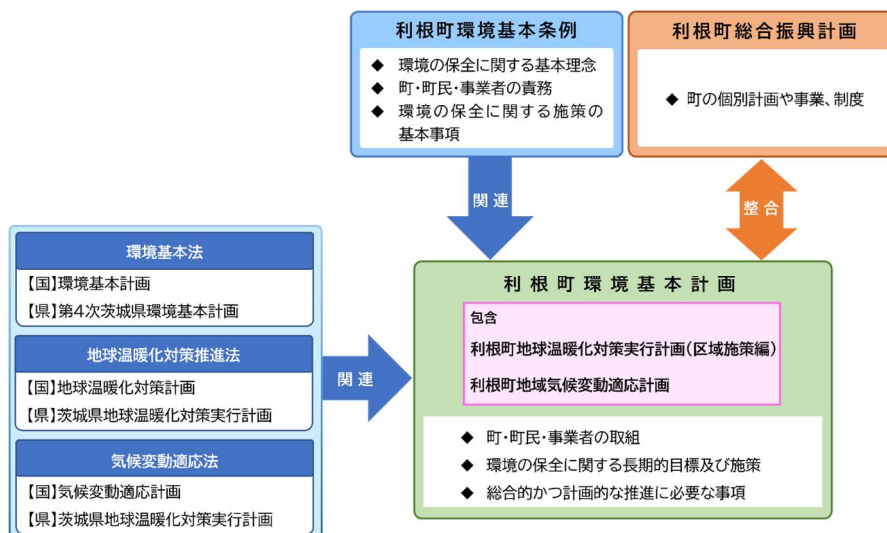 利根町環境基本条例
◆ 環境の保全に関する基本理念
◆ 町・町民・事業者の責務
◆ 環境の保全に関する施策の
基本事項
利根町総合振興計画
◆ 町の個別計画や事業、制度
関連
整合
環境基本法
【国】環境基本計画
【県】第4次茨城県環境基本計画
地球温暖化対策推進法
【国】地球温暖化対策計画
【県】茨城県地球温暖化対策実行計画
気候変動適応法
【国】気候変動適応計画
【県】茨城県地球温暖化対策実行計画
関連
利根町環境基本計画
包含
利根町地球温暖化対策実行計画(区域施策編)
利根町地域気候変動適応計画
◆ 町・町民・事業者の取組
◆ 環境の保全に関する長期的目標及び施策
◆ 総合的かつ計画的な推進に必要な事項